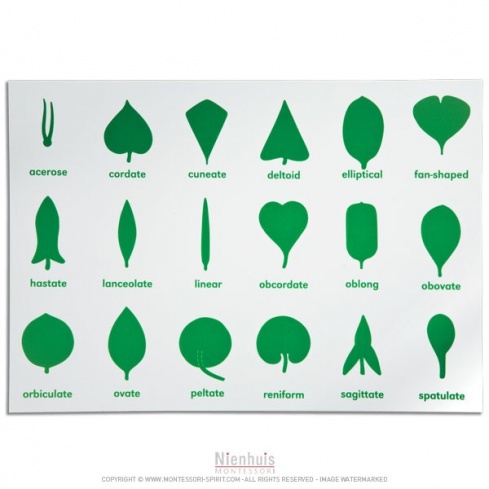 acerose cordate cuneate deltoid elliptical fan-shaped
hastate lanceolate linear obcordate oblong obovate
orbiculate ovate peltate reniform sagittate spatulate
Nienhuis
MONTESSORI
COPYRIGHT © WWW.MONTESSORI-SPIRIT.COM - ALL RIGHTS RESERVED - IMAGE WATERMARKED